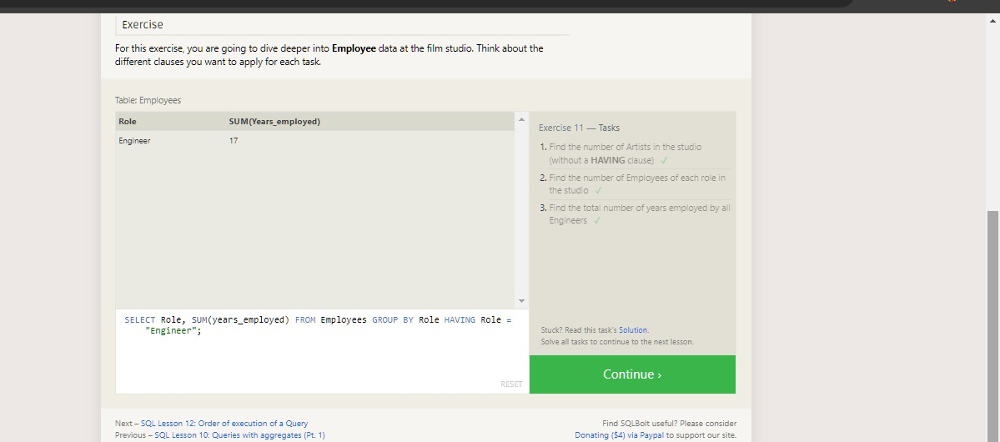 Exercise
For this exercise, you are going to dive deeper into Employee data at the film studio. Think about the
different clauses you want to apply for each task.
Table: Employees
Role SUM(Years_employed)
Engineer 17
Exercise 11 — Tasks
1. Find the number of Artists in the studio
(without a HAVING clause) ✓
2. Find the number of Employees of each role in
the studio ✓
3. Find the total number of years employed by all
Engineers ✓
SELECT Role, SUM(years_employed) FROM Employees GROUP BY Role HAVING Role =
"Engineer";
RESET
Stuck? Read this task's Solution.
Solve all tasks to continue to the next lesson.
Continue ›
Next – SQL Lesson 12: Order of execution of a Query
Previous – SQL Lesson 10: Queries with aggregates (Pt. 1)
Find SQLBolt useful? Please consider
Donating ($4) via Paypal to support our site.